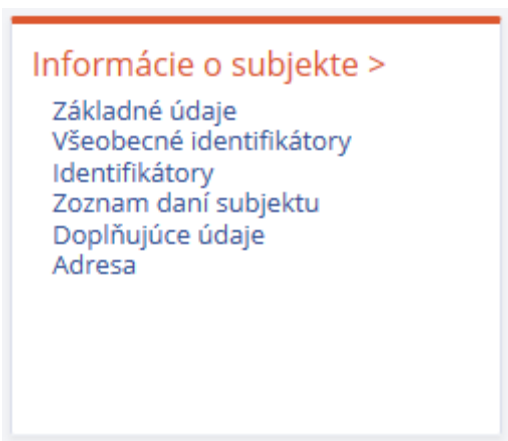 Informácie o subjekte >
Základné údaje
Všeobecné identifikátory
Identifikátory
Zoznam daní subjektu
Doplňujúce údaje
Adresa